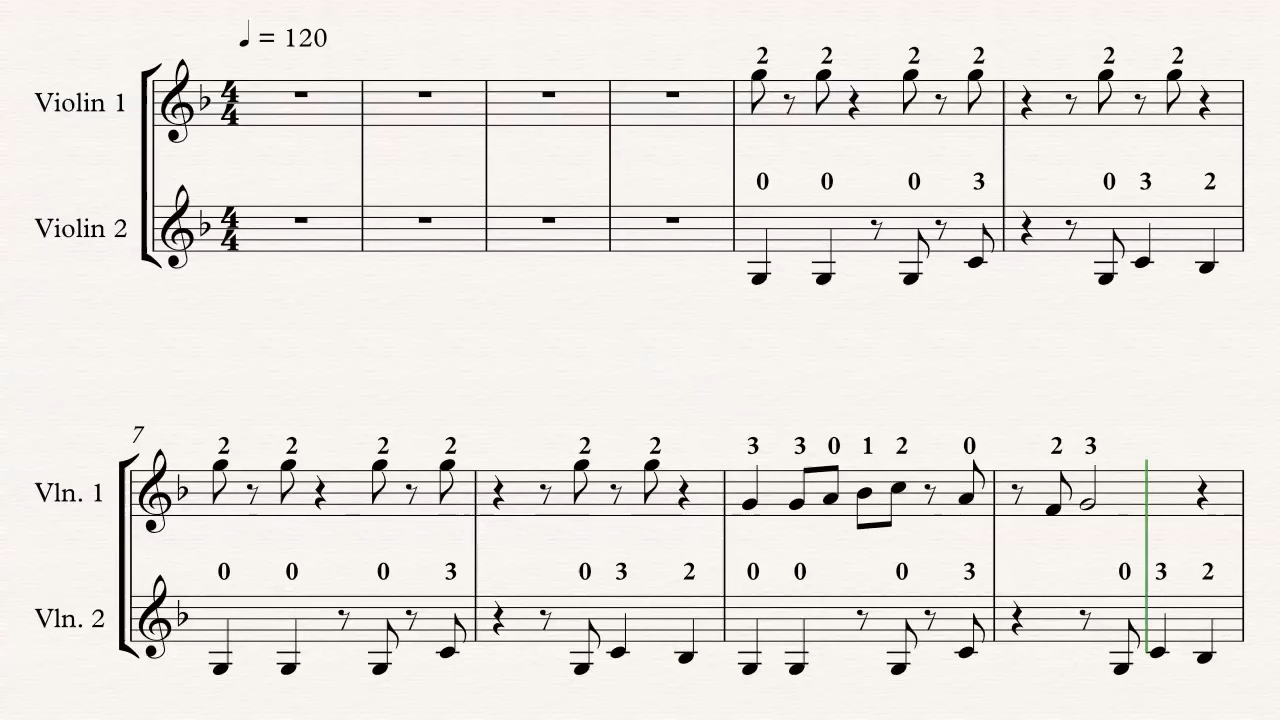 ♩ = 120
2 2 2 2 2 2
Violin 1
0 0 0 3 0 3 2
Violin 2
7
2 2 2 2 2 2 3 3 0 1 2 0 2 3
Vln. 1
0 0 0 3 0 3 2 0 0 0 3 0 3 2
Vln. 2